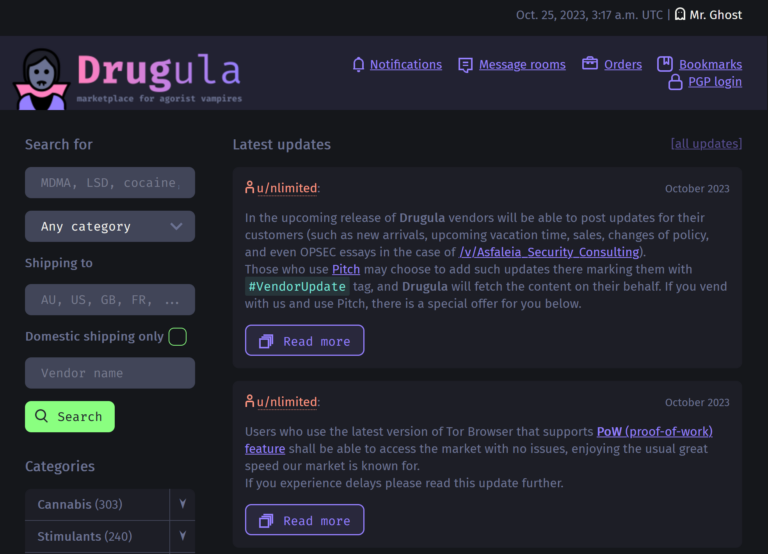 Oct. 25, 2023, 3:17 a.m. UTC | Mr. Ghost
Drugula
marketplace for agorist vampires
Notifications
Message rooms
Orders
Bookmarks
PGP login
Search for
MDMA, LSD, cocaine,
Any category
Shipping to
AU, US, GB, FR, ...
Domestic shipping only
Vendor name
Search
Categories
Cannabis (303)
Stimulants (240)
Latest updates
[all updates]
u/nlimited:
October 2023
In the upcoming release of Drugula vendors will be able to post updates for their
customers (such as new arrivals, upcoming vacation time, sales, changes of policy,
and even OPSEC essays in the case of /v/Asfaleia_Security_Consulting).
Those who use Pitch may choose to add such updates there marking them with
#VendorUpdate tag, and Drugula will fetch the content on their behalf. If you vend
with us and use Pitch, there is a special offer for you below.
Read more
u/nlimited:
October 2023
Users who use the latest version of Tor Browser that supports PoW (proof-of-work)
feature shall be able to access the market with no issues, enjoying the usual great
speed our market is known for.
If you experience delays please read this update further.
Read more